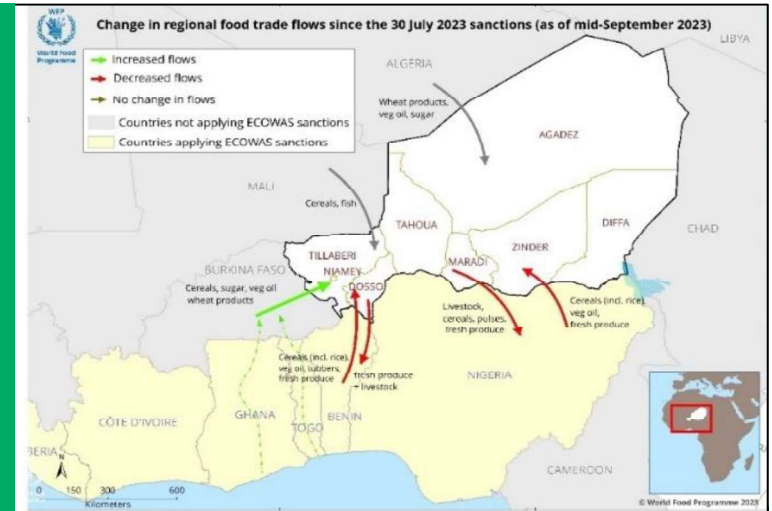 WFP
World Food
Programme
Change in regional food trade flows since the 30 July 2023 sanctions (as of mid-September 2023)
Increased flows
Decreased flows
No change in flows
Countries not applying ECOWAS sanctions
Countries applying ECOWAS sanctions
LIBYA
ALGERIA
Wheat products,
veg oil, sugar
AGADEZ
MALI
Cereals, fish
TAHOUA
DIFFA
CHAD
ZINDER
TILLABERI
MARADI
BURKINA FASO
NIAMEY
DOSSO
Cereals, sugar, veg oil
wheat products
Livestock,
cereals, pulses,
fresh produce
Cereals (incl. rice)
veg oil,
fresh produce
Cereals (incl. rice),
veg oil, tubbers,
fresh produce
fresh produce
+ livestock
NIGERIA
CÔTE D'IVOIRE
GHANA
TOGO
BENIN
BERIA
N
CAMEROON
0 150 300 600
Kilometers
© World Food Programme 2023